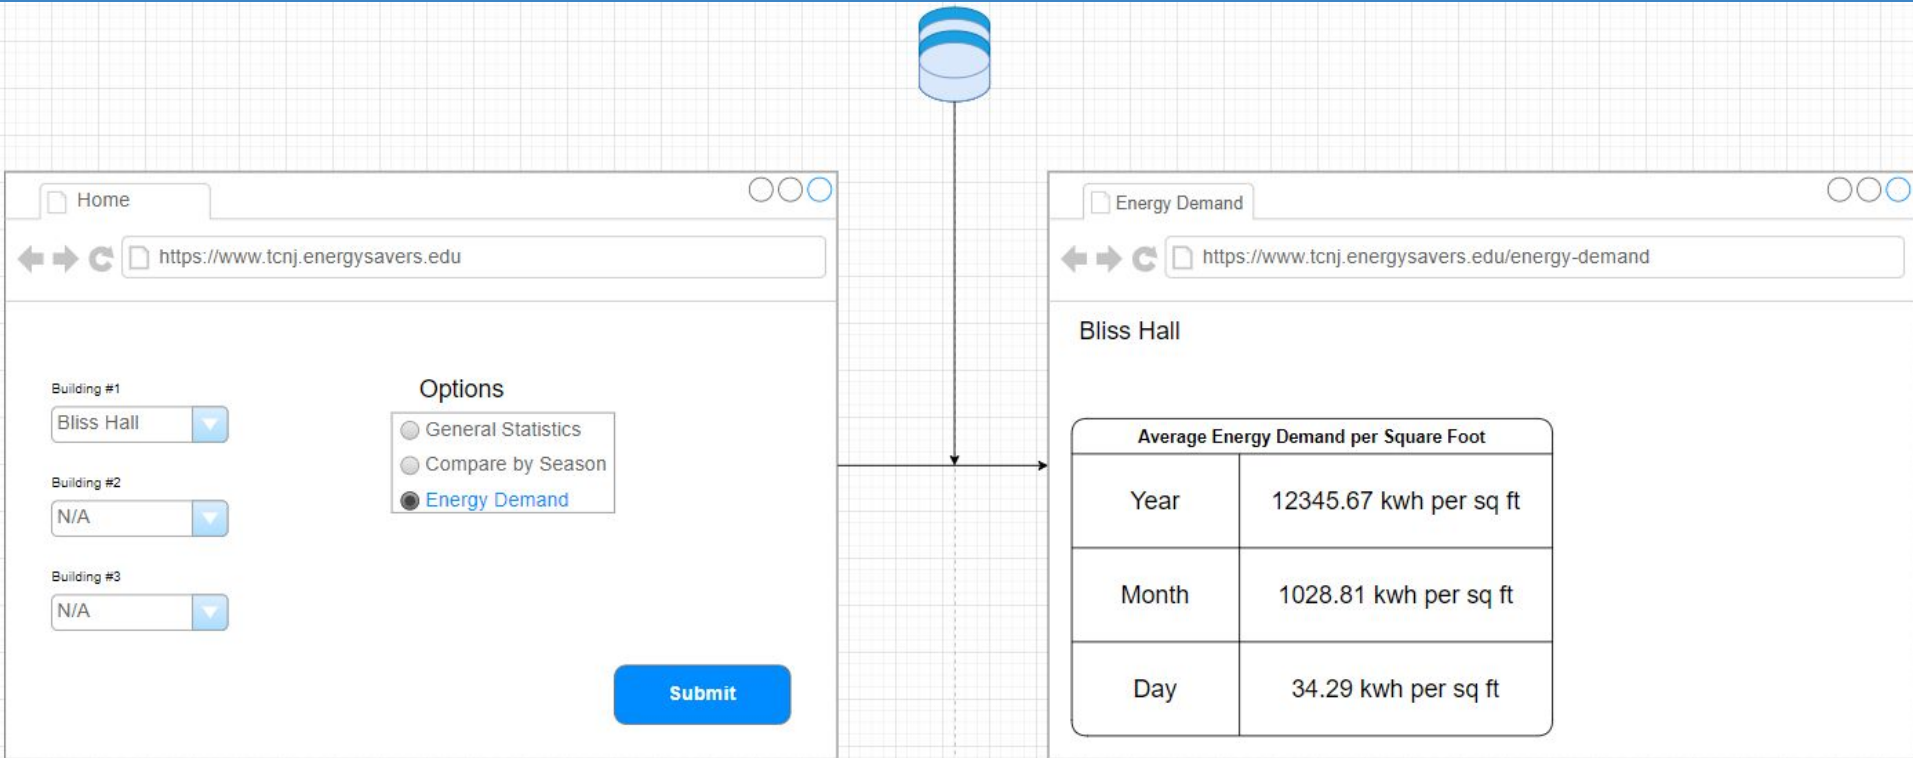 Home
https://www.tcnj.energysavers.edu
Building #1
Bliss Hall
Building #2
N/A
Building #3
N/A
Options
General Statistics
Compare by Season
Energy Demand
Submit
Energy Demand
https://www.tcnj.energysavers.edu/energy-demand
Bliss Hall
Average Energy Demand per Square Foot
Year 12345.67 kwh per sq ft
Month 1028.81 kwh per sq ft
Day 34.29 kwh per sq ft